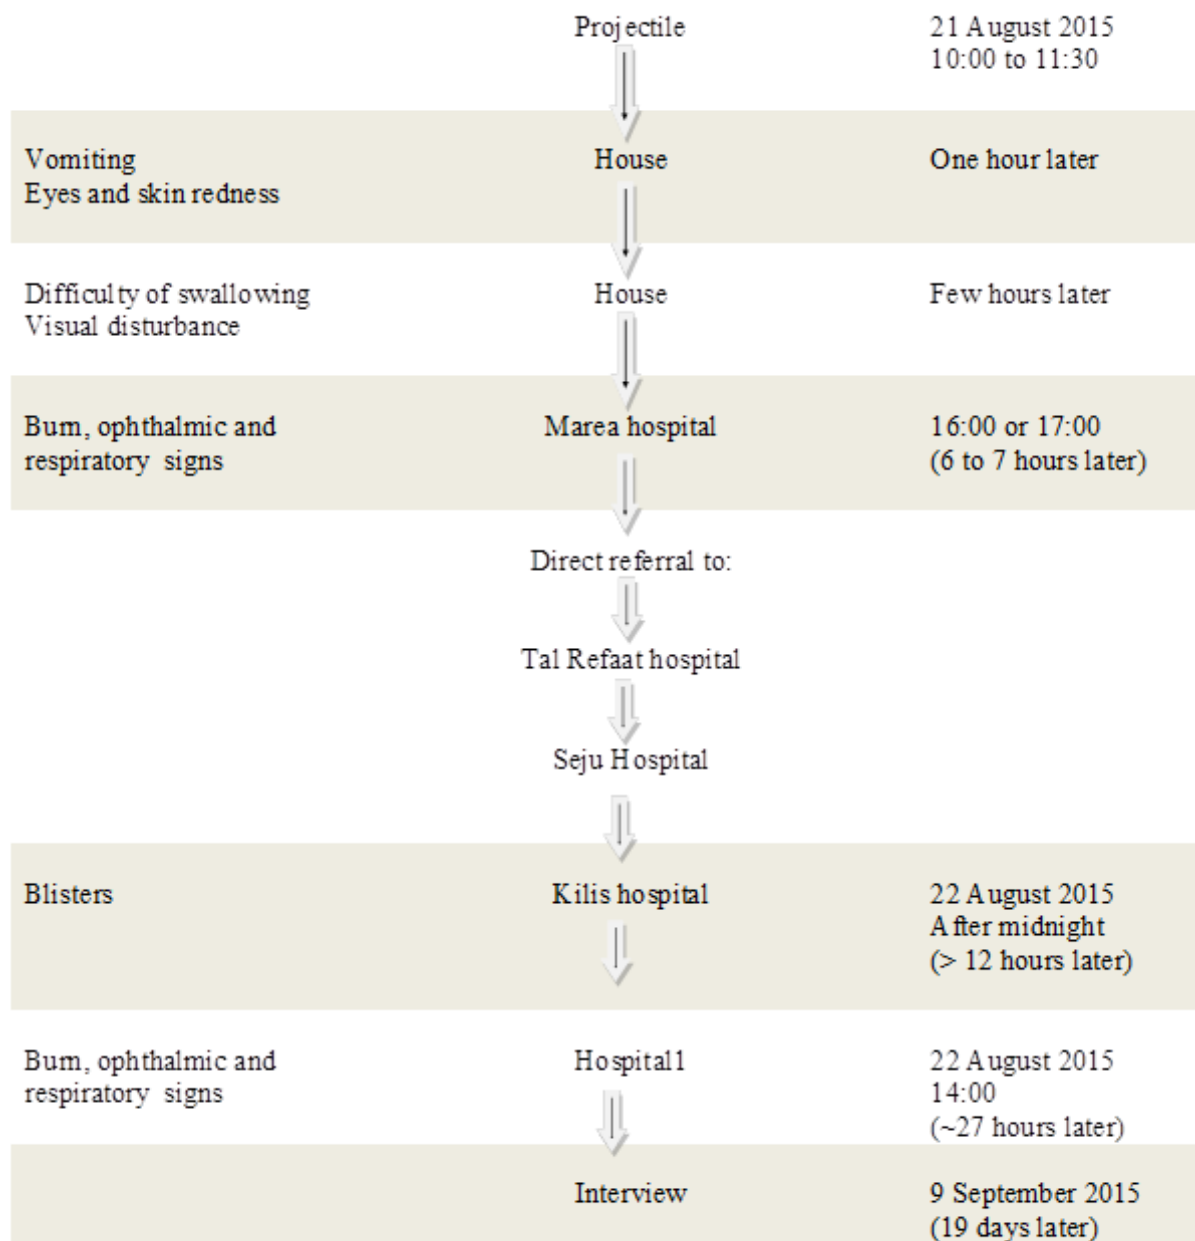 Projectile 21 August 2015
10:00 to 11:30
Vomiting House One hour later
Eyes and skin redness
Difficulty of swallowing House Few hours later
Visual disturbance
Burn, ophthalmic and Marea hospital 16:00 or 17:00
respiratory signs (6 to 7 hours later)
Direct referral to:
Tal Refaat hospital
Seju Hospital
Blisters Kilis hospital 22 August 2015
After midnight
(> 12 hours later)
Burn, ophthalmic and Hospital1 22 August 2015
respiratory signs 14:00
(~27 hours later)
Interview 9 September 2015
(19 days later)